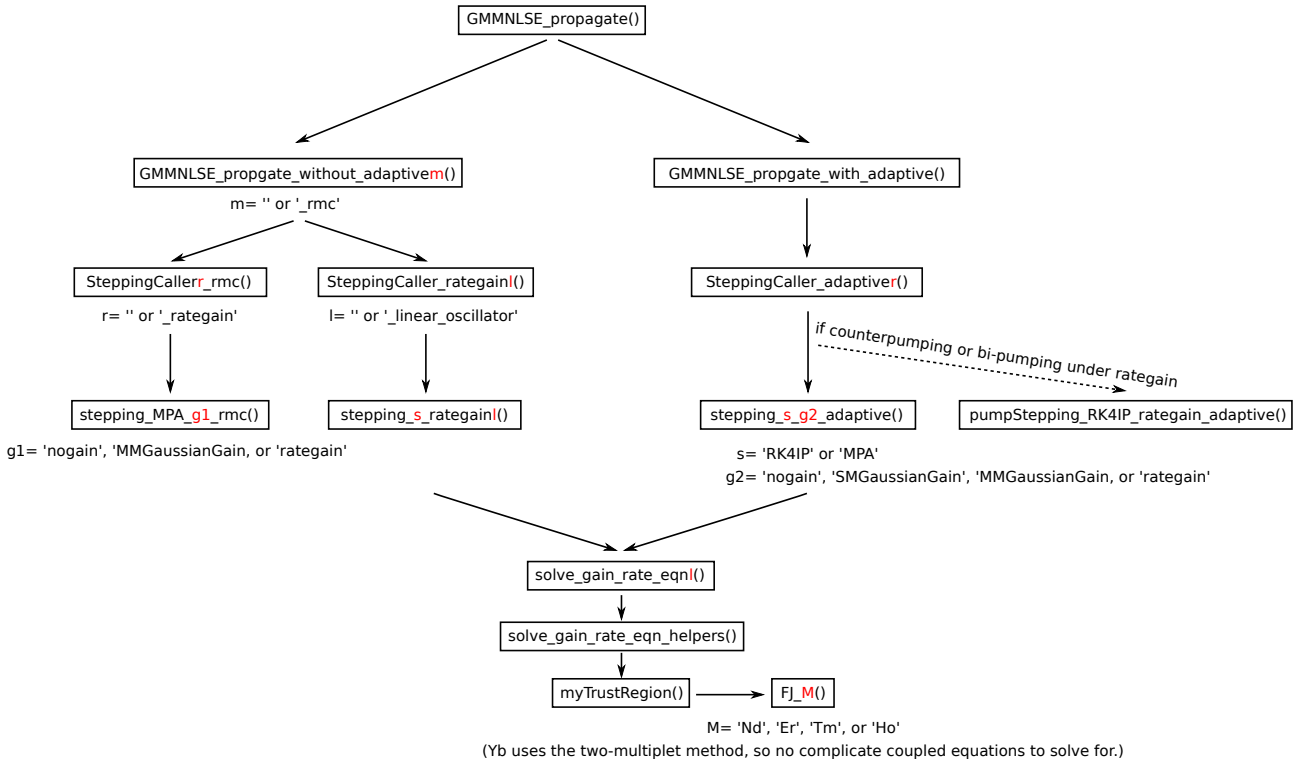 GMMNLSE_propagate()
GMMNLSE_propgate_without_adaptivem()
GMMNLSE_propgate_with_adaptive()
m= '' or '_rmc'
SteppingCallerr_rmc()
SteppingCaller_rategainl()
SteppingCaller_adaptiver()
r= '' or '_rategain'
l= '' or '_linear_oscillator'
if counterpumping or bi-pumping under rategain
stepping_MPA_g1_rmc()
stepping_s_rategainl()
stepping_s_g2_adaptive()
pumpStepping_RK4IP_rategain_adaptive()
g1= 'nogain', 'MMGaussianGain, or 'rategain'
s= 'RK4IP' or 'MPA'
g2= 'nogain', 'SMGaussianGain', 'MMGaussianGain, or 'rategain'
solve_gain_rate_eqnl()
solve_gain_rate_eqn_helpers()
myTrustRegion()
FJ_M()
M= 'Nd', 'Er', 'Tm', or 'Ho'
(Yb uses the two-multiplet method, so no complicate coupled equations to solve for.)